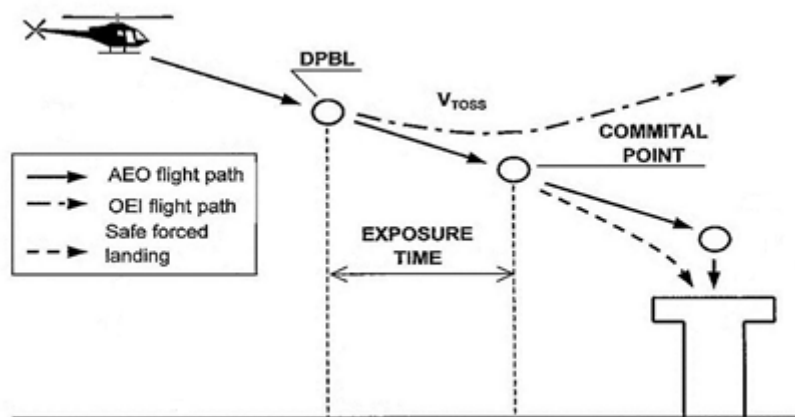 DPBL
VTOSS
COMMITAL
POINT
AEO flight path
OEI flight path
Safe forced
landing
EXPOSURE
TIME